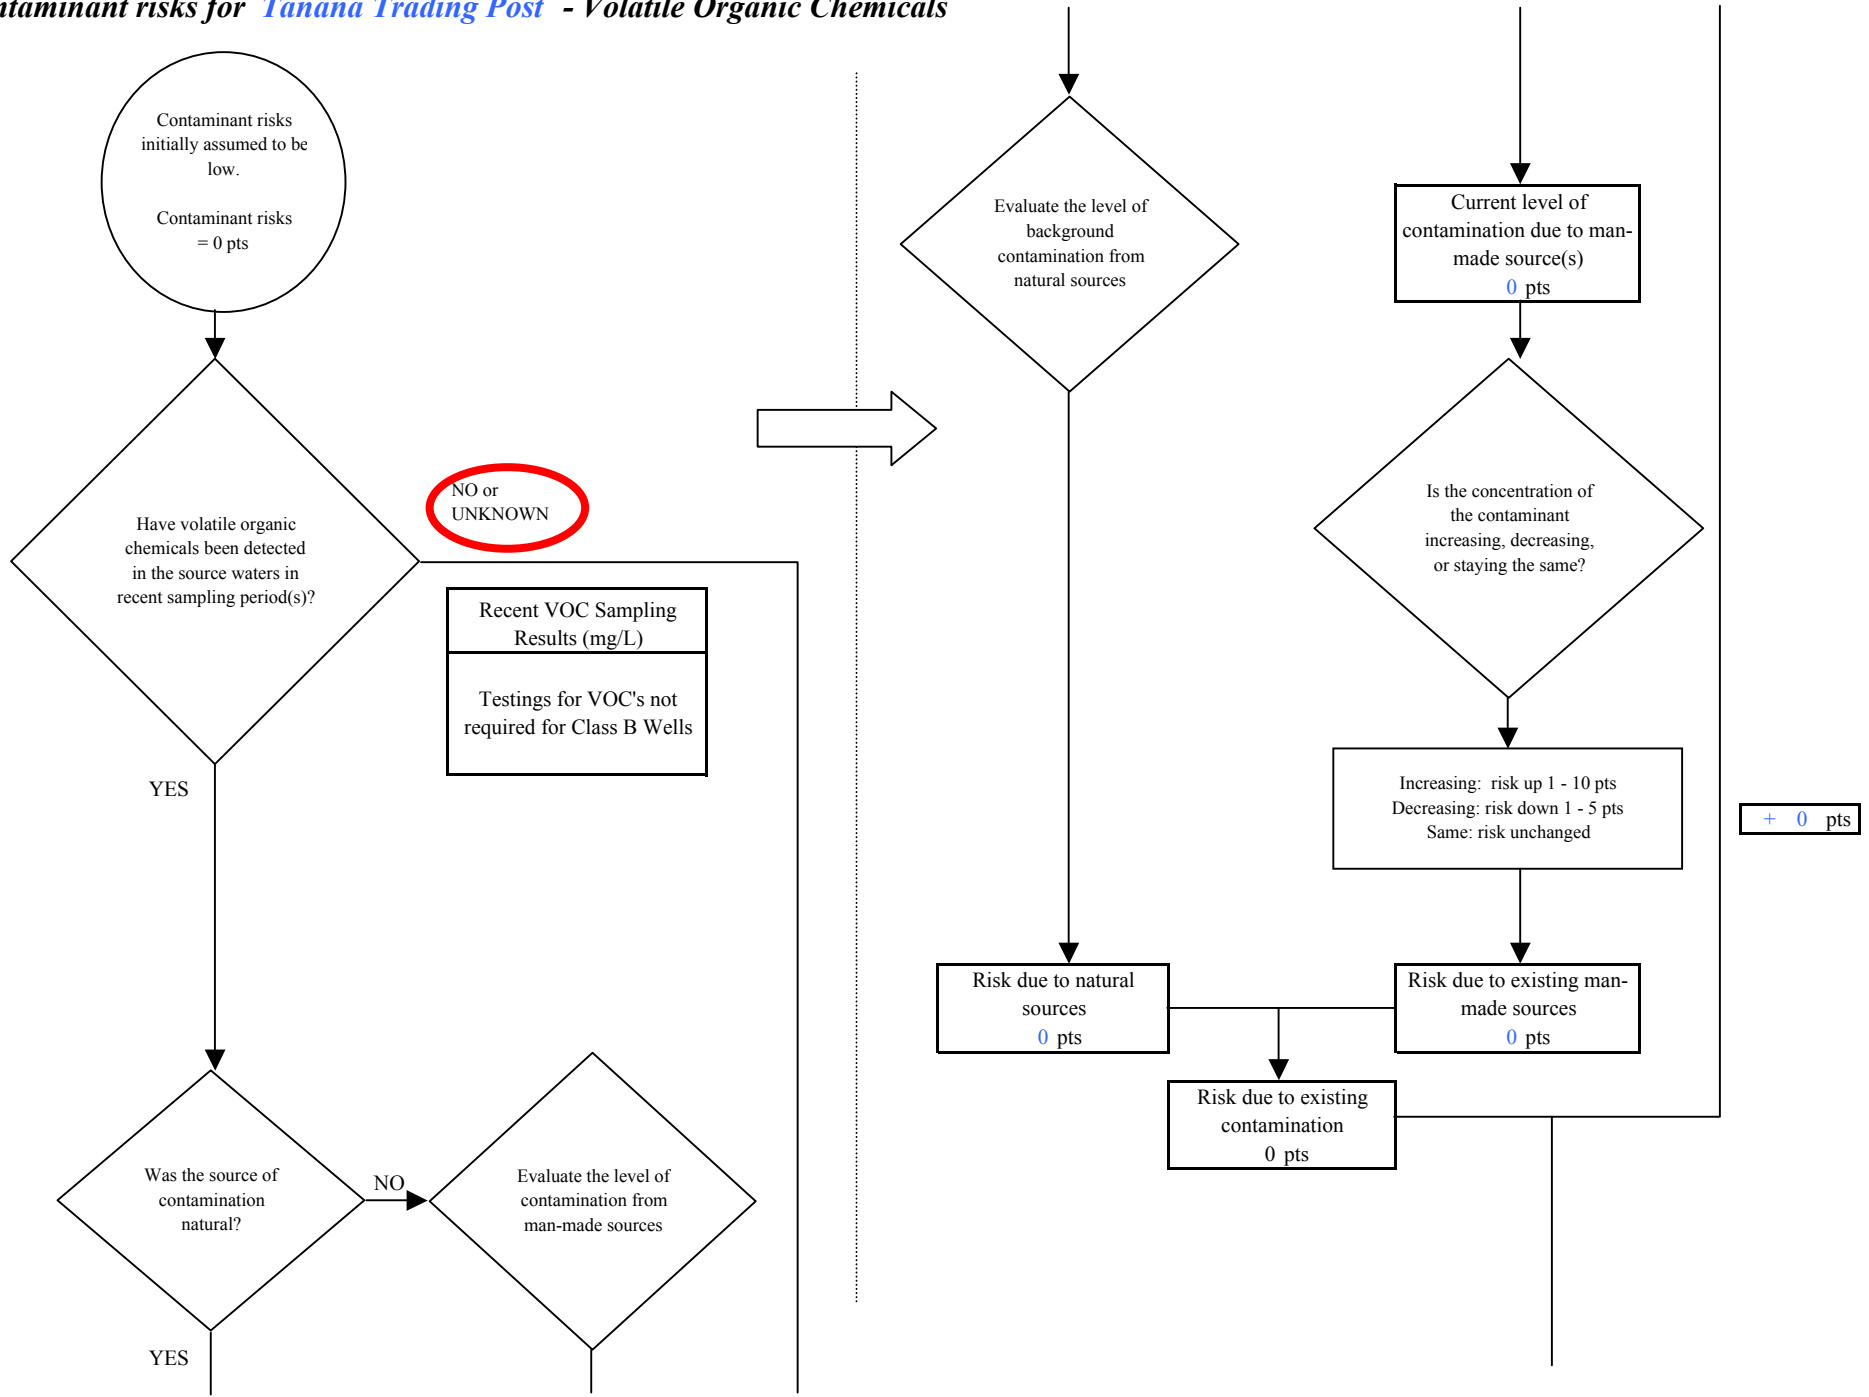 ntaminant risks for Tanana Trading Post - Volatile Organic Chemicals
Contaminant risks
initially assumed to be
low.
Contaminant risks
= 0 pts
Have volatile organic
chemicals been detected
in the source waters in
recent sampling period(s)?
NO or
UNKNOWN
Recent VOC Sampling
Results (mg/L)
Testings for VOC's not
required for Class B Wells
YES
Was the source of
contamination
natural?
NO
Evaluate the level of
contamination from
man-made sources
YES
Evaluate the level of
background
contamination from
natural sources
Current level of
contamination due to man-
made source(s)
0 pts
Is the concentration of
the contaminant
increasing, decreasing,
or staying the same?
Increasing: risk up 1 - 10 pts
Decreasing: risk down 1 - 5 pts
Same: risk unchanged
+ 0 pts
Risk due to natural
sources
0 pts
Risk due to existing man-
made sources
0 pts
Risk due to existing
contamination
0 pts